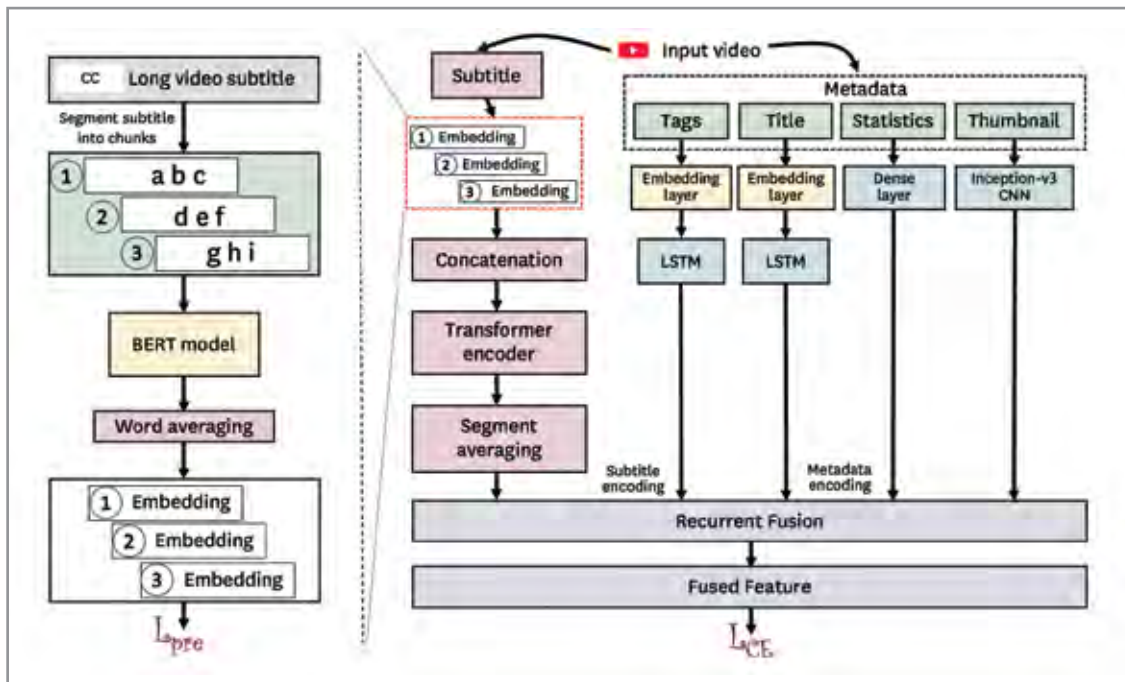 CC Long video subtitle
Segment subtitle
into chunks
1 a b c
2 d e f
3 g h i
BERT model
Word averaging
1 Embedding
2 Embedding
3 Embedding
Lpre
Input video
Subtitle
1 Embedding
2 Embedding
3 Embedding
Concatenation
Transformer
encoder
Segment
averaging
Metadata
Tags Title Statistics Thumbnail
Embedding
layer
Embedding
layer
Dense
layer
Inception-v3
CNN
LSTM LSTM
Subtitle
encoding
Metadada
encoding
Recurrent Fusion
Fused Feature
LCE